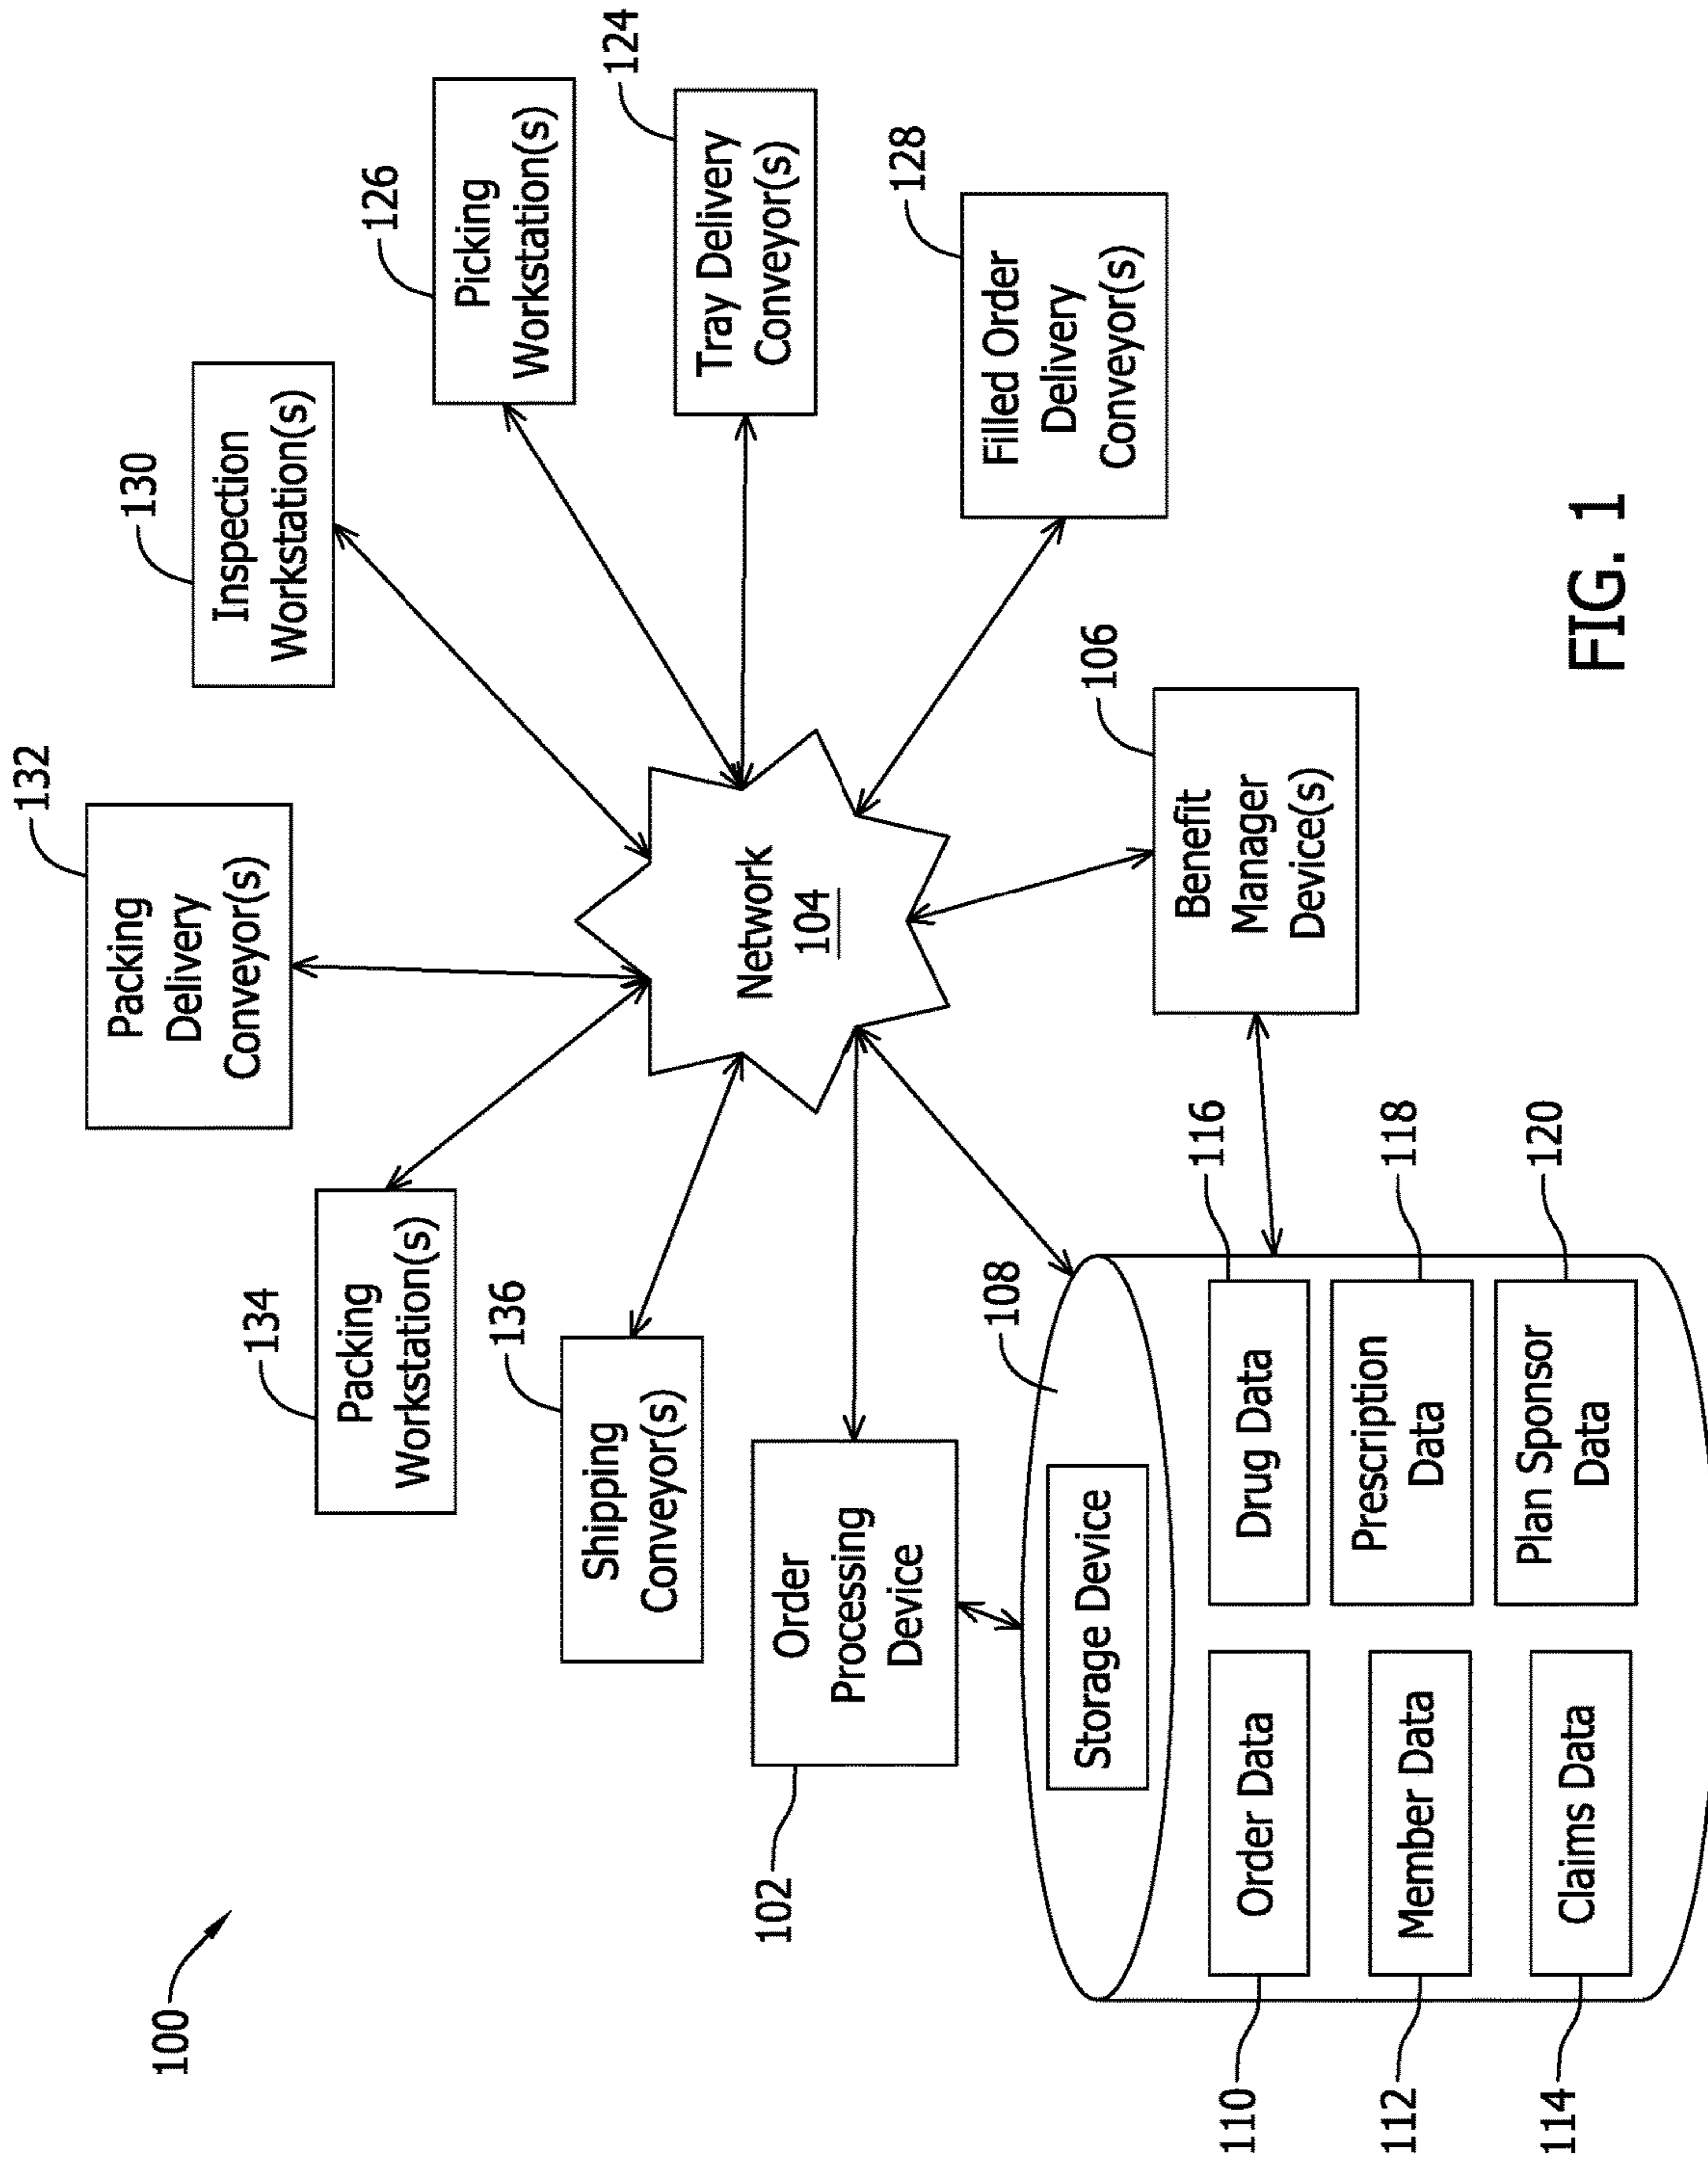 100
132
Packing
Delivery
Conveyor(s)
130
Inspection
Workstation(s)
134
Packing
Workstation(s)
126
Picking
Workstation(s)
136
Shipping
Conveyor(s)
124
Tray Delivery
Conveyor(s)
Network
104
102
Order
Processing
Device
128
Filled Order
Delivery
Conveyor(s)
108
Storage Device
106
Benefit
Manager
Device(s)
110
Order Data
Drug Data
116
112
Member Data
Prescription
Data
118
114
Claims Data
Plan Sponsor
Data
120
FIG. 1